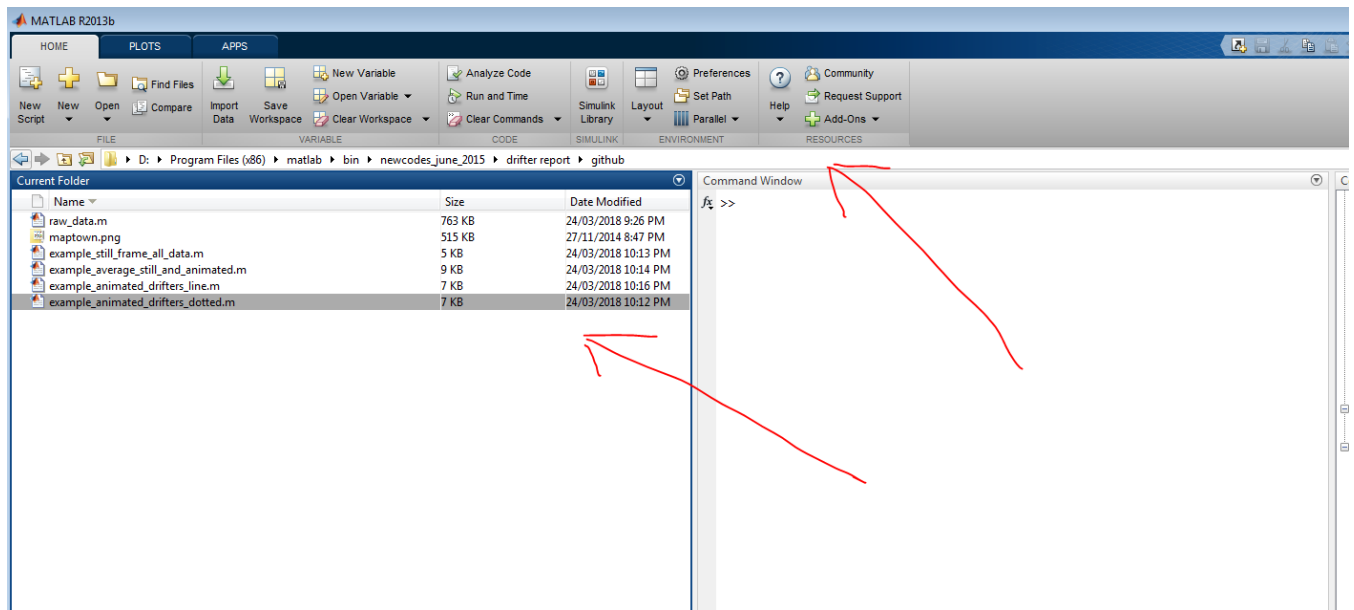 MATLAB R2013b
HOME PLOTS APPS
New Script New Open Find Files Compare Import Data Save Workspace New Variable Open Variable Clear Workspace Analyze Code Run and Time Clear Commands Simulink Library Layout Preferences Set Path Parallel Help Community Request Support Add-Ons
FILE VARIABLE CODE SIMULINK ENVIRONMENT RESOURCES
D: Program Files (x86) matlab bin newcodes_june_2015 drifter report github
Current Folder Command Window C
Name Size Date Modified fx >>
raw_data.m 763 KB 24/03/2018 9:26 PM
maptown.png 515 KB 27/11/2014 8:47 PM
example_still_frame_all_data.m 5 KB 24/03/2018 10:13 PM
example_average_still_and_animated.m 9 KB 24/03/2018 10:14 PM
example_animated_drifters_line.m 7 KB 24/03/2018 10:16 PM
example_animated_drifters_dotted.m 7 KB 24/03/2018 10:12 PM